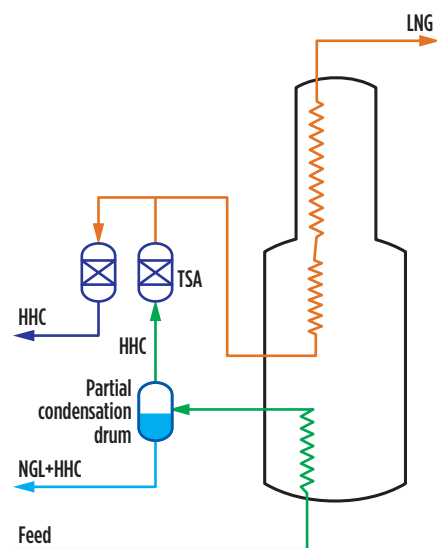 LNG
TSA
HHC
HHC
Partial
condensation
drum
NGL+HHC
Feed